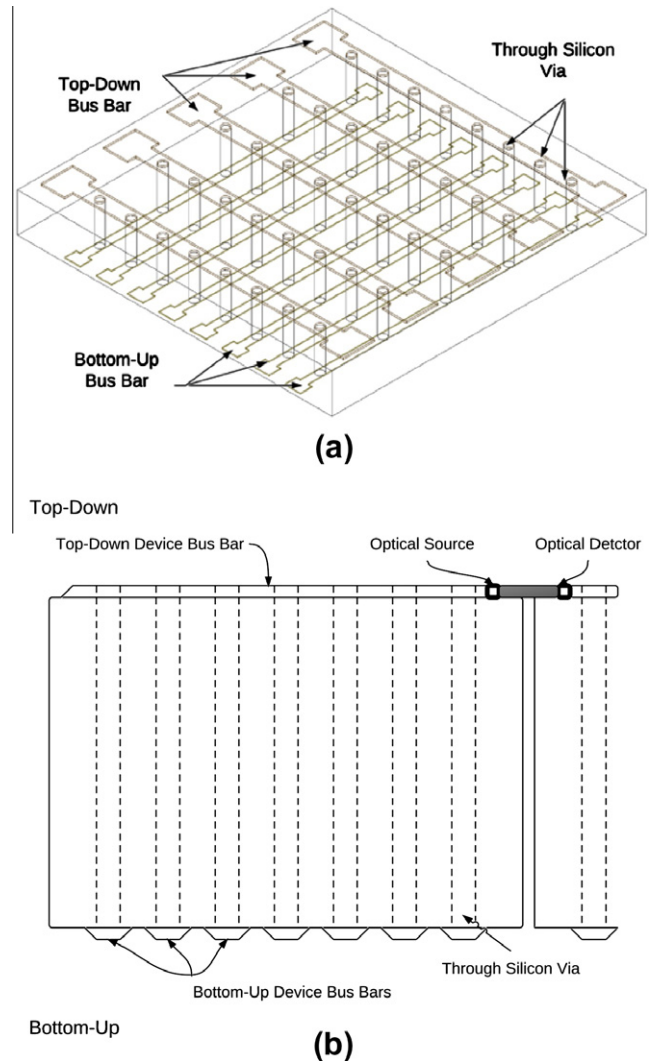 Top-Down
Bus Bar
Through Silicon
Via
Bottom-Up
Bus Bar
(a)
Top-Down
Top-Down Device Bus Bar
Optical Source
Optical Detctor
Through Silicon Via
Bottom-Up Device Bus Bars
Bottom-Up
(b)